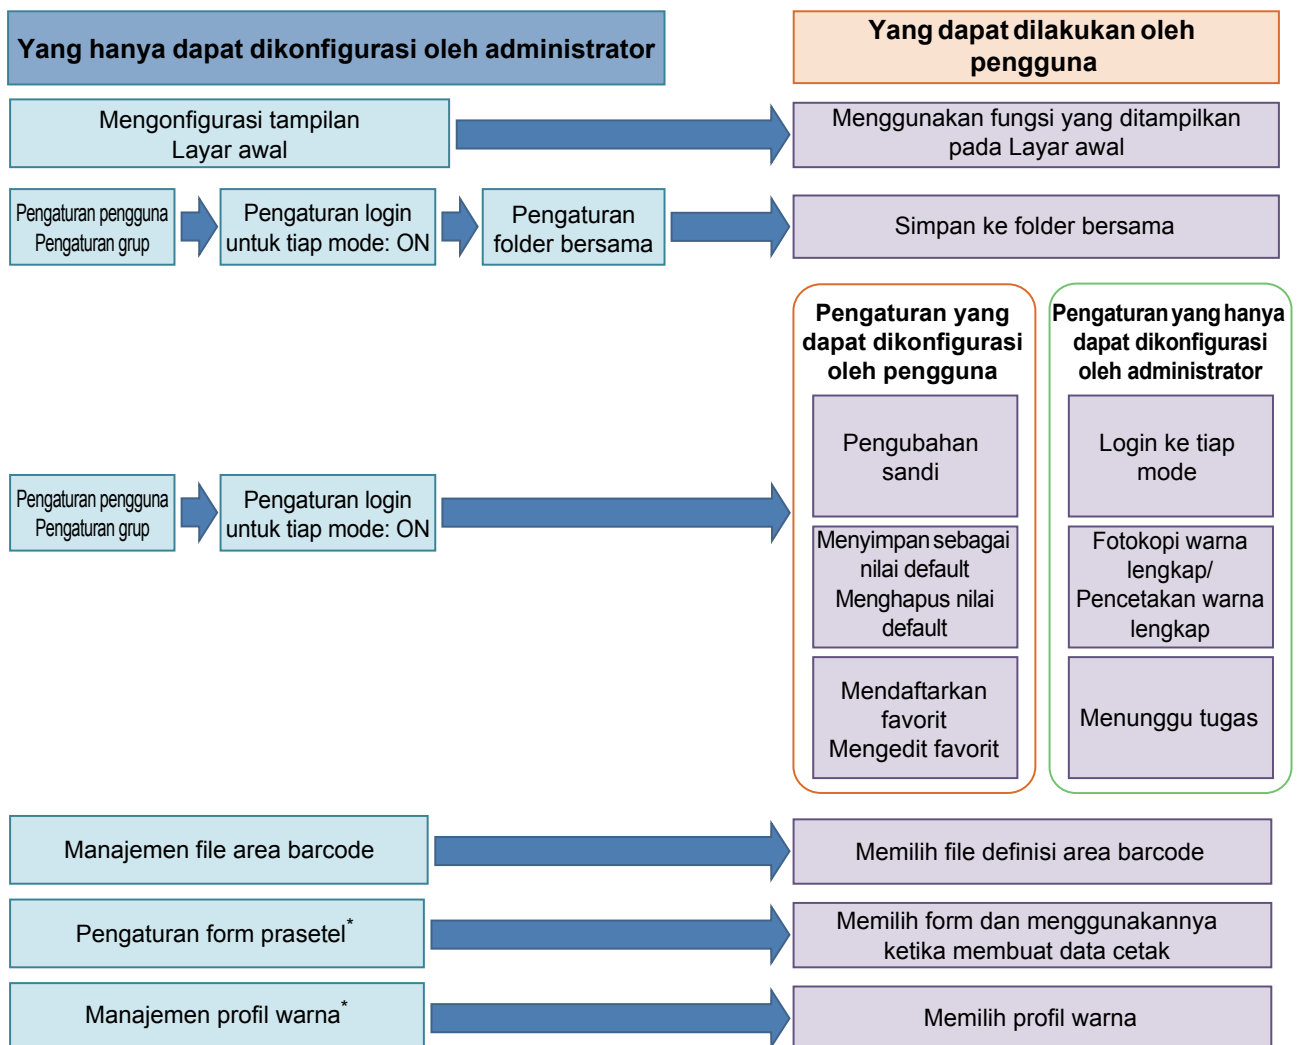 Yang hanya dapat dikonfigurasi oleh administrator
Yang dapat dilakukan oleh
pengguna
Mengonfigurasi tampilan
Layar awal
Menggunakan fungsi yang ditampilkan
pada Layar awal
Pengaturan pengguna
Pengaturan grup
Pengaturan login
untuk tiap mode: ON
Pengaturan
folder bersama
Simpan ke folder bersama
Pengaturan pengguna
Pengaturan grup
Pengaturan login
untuk tiap mode: ON
Pengaturan yang
dapat dikonfigurasi
oleh pengguna
Pengubahan
sandi
Menyimpan sebagai
nilai default
Menghapus nilai
default
Mendaftarkan
favorit
Mengedit favorit
Pengaturan yang hanya
dapat dikonfigurasi
oleh administrator
Login ke tiap
mode
Fotokopi warna
lengkap/
Pencetakan warna
lengkap
Menunggu tugas
Manajemen file area barcode
Memilih file definisi area barcode
Pengaturan form prasetel*
Memilih form dan menggunakannya
ketika membuat data cetak
Manajemen profil warna*
Memilih profil warna